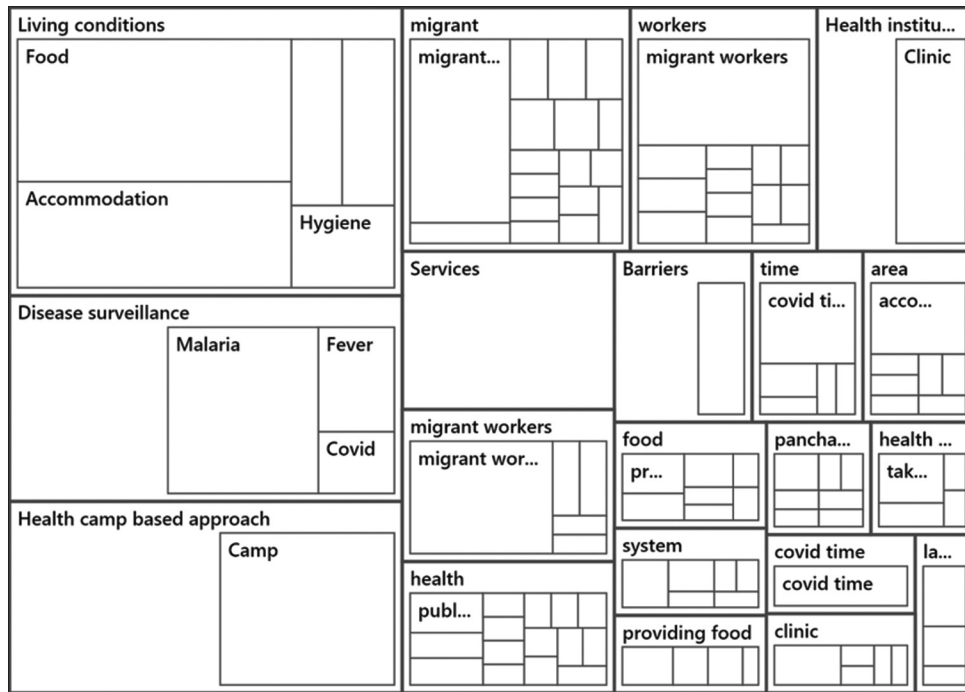 Living conditions
Food
Accommodation
Hygiene
Disease surveillance
Malaria
Fever
Covid
Health camp based approach
Camp
migrant
migrant...
workers
migrant workers
Health institu...
Clinic
Services
Barriers
time
covid ti...
area
acco...
migrant workers
migrant wor...
food
pr...
pancha...
health ...
tak...
health
publ...
system
covid time
covid time
la...
providing food
clinic